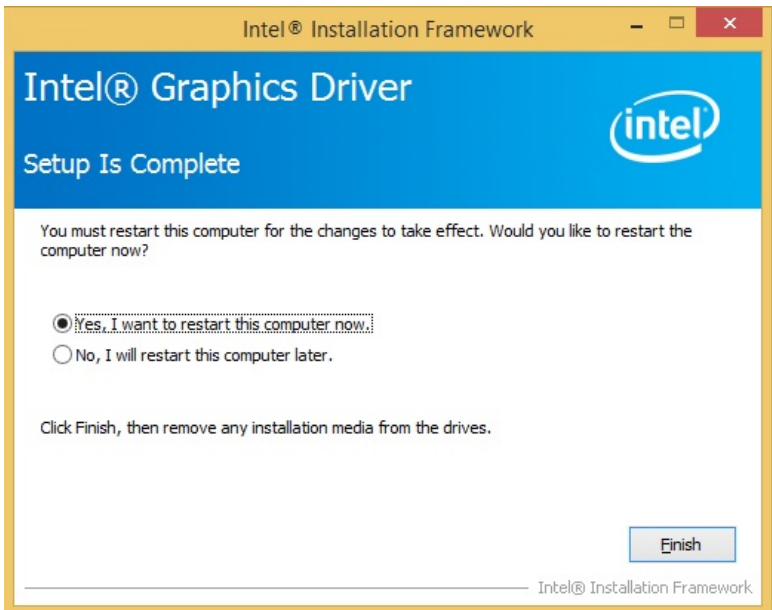 Intel® Installation Framework
Intel® Graphics Driver
intel
Setup Is Complete
You must restart this computer for the changes to take effect. Would you like to restart the
computer now?
Yes, I want to restart this computer now.
No, I will restart this computer later.
Click Finish, then remove any installation media from the drives.
Finish
Intel® Installation Framework